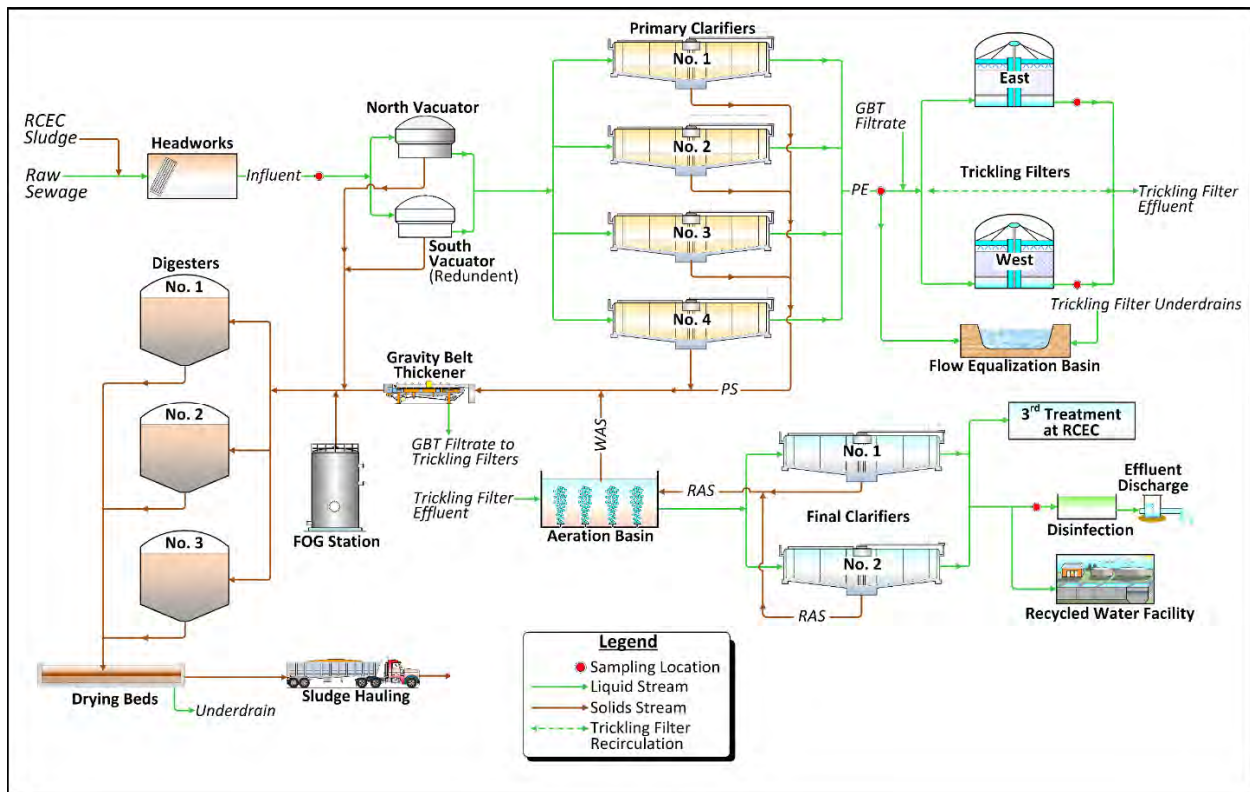 Primary Clarifiers
No. 1
No. 2
No. 3
No. 4
RCEC
Sludge
Raw
Sewage
Headworks
Influent
North Vacuator
South
Vacuator
(Redundent)
PE
GBT
Filtrate
East
Trickling Filters
West
Trickling Filter
Effluent
Trickling Filter Underdrains
Flow Equalization Basin
Digesters
No. 1
No. 2
No. 3
Gravity Belt
Thickener
PS
WAS
GBT Filtrate to
Trickling Filters
FOG Station
Trickling Filter
Effluent
Aeration Basin
RAS
No. 1
Final Clarifiers
No. 2
RAS
3rd Treatment
at RCEC
Effluent
Discharge
Disinfection
Recycled Water Facility
Drying Beds
Underdrain
Sludge Hauling
Legend
Sampling Location
Liquid Stream
Solids Stream
Trickling Filter
Recirculation